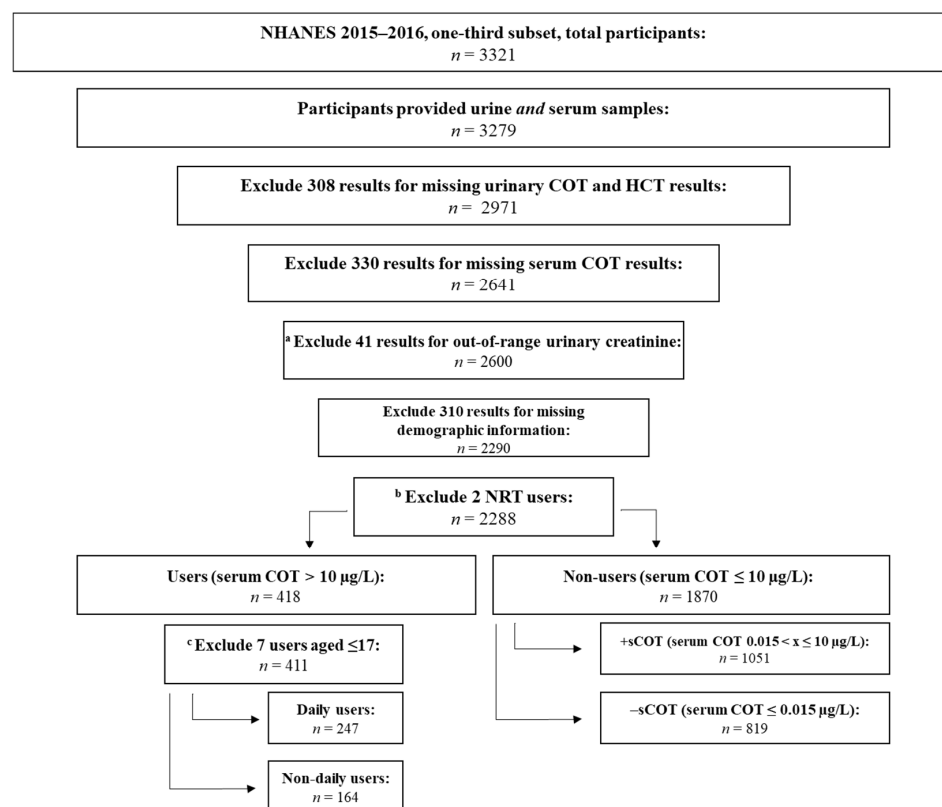 NHANES 2015–2016, one-third subset, total participants:
n = 3321
Participants provided urine and serum samples:
n = 3279
Exclude 308 results for missing urinary COT and HCT results:
n = 2971
Exclude 330 results for missing serum COT results:
n = 2641
a Exclude 41 results for out-of-range urinary creatinine:
n = 2600
Exclude 310 results for missing
demographic information:
n = 2290
b Exclude 2 NRT users:
n = 2288
Users (serum COT > 10 µg/L):
n = 418
Non-users (serum COT ≤ 10 µg/L):
n = 1870
c Exclude 7 users aged ≤17:
n = 411
+sCOT (serum COT 0.015 < x ≤ 10 µg/L):
n = 1051
Daily users:
n = 247
–sCOT (serum COT ≤ 0.015 µg/L):
n = 819
Non-daily users:
n = 164